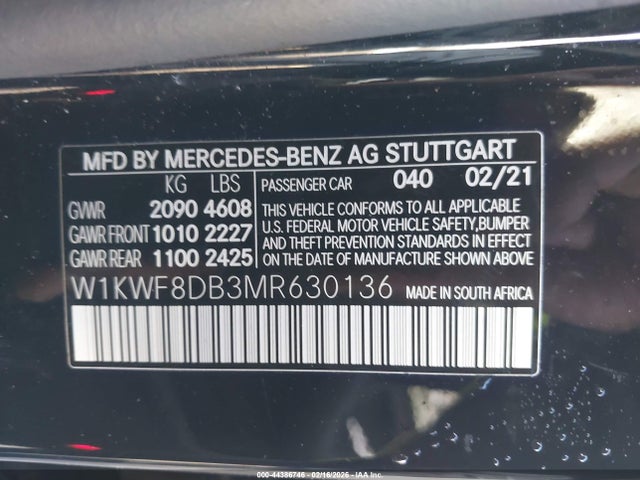 MFD BY MERCEDES-BENZ AG STUTTGART
KG LBS
GVWR 2090 4608
GAWR FRONT 1010 2227
GAWR REAR 1100 2425
PASSENGER CAR 040 02/21
THIS VEHICLE CONFORMS TO ALL APPLICABLE
U.S. FEDERAL MOTOR VEHICLE SAFETY,BUMPER
AND THEFT PREVENTION STANDARDS IN EFFECT
ON THE DATE OF MANUFACTURE SHOWN ABOVE
W1KWF8DB3MR630136 MADE IN SOUTH AFRICA
000-44386746 - 02/16/2026 - IAA Inc.